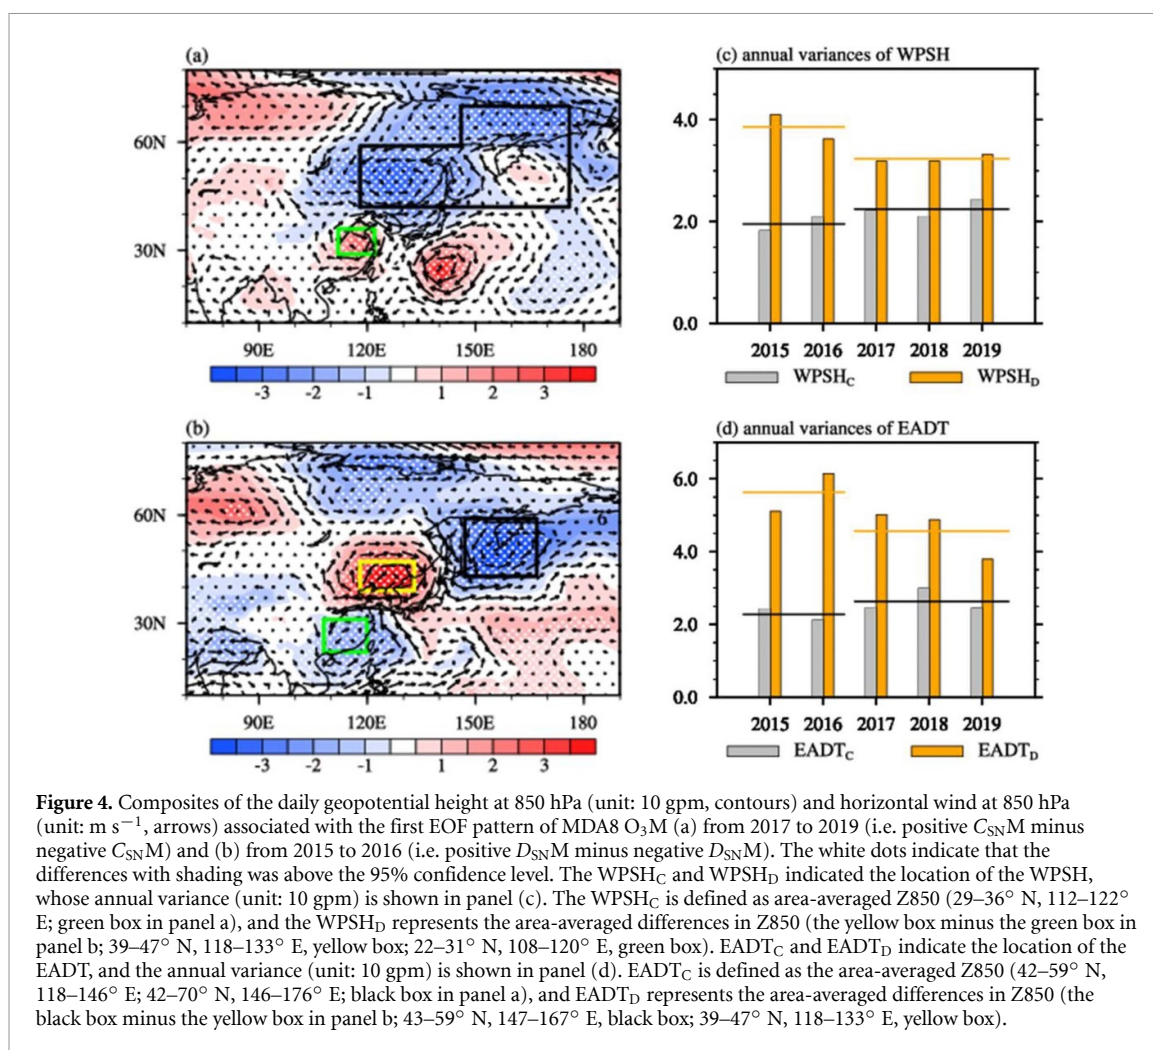 (a)
60N
30N
90E 120E 150E 180
-3 -2 -1 1 2 3
(c) annual variances of WPSH
4.0
2.0
0.0
2015 2016 2017 2018 2019
WPSH_C WPSH_D
(b)
60N
30N
6
90E 120E 150E 180
-3 -2 -1 1 2 3
(d) annual variances of EADT
6.0
4.0
2.0
0.0
2015 2016 2017 2018 2019
EADT_C EADT_D
Figure 4. Composites of the daily geopotential height at 850 hPa (unit: 10 gpm, contours) and horizontal wind at 850 hPa
(unit: m s⁻¹, arrows) associated with the first EOF pattern of MDA8 O₃M (a) from 2017 to 2019 (i.e. positive C_SNM minus
negative C_SNM) and (b) from 2015 to 2016 (i.e. positive D_SNM minus negative D_SNM). The white dots indicate that the
differences with shading was above the 95% confidence level. The WPSH_C and WPSH_D indicated the location of the WPSH,
whose annual variance (unit: 10 gpm) is shown in panel (c). The WPSH_C is defined as area-averaged Z850 (29–36° N, 112–122°
E; green box in panel a), and the WPSH_D represents the area-averaged differences in Z850 (the yellow box minus the green box in
panel b; 39–47° N, 118–133° E, yellow box; 22–31° N, 108–120° E, green box). EADT_C and EADT_D indicate the location of the
EADT, and the annual variance (unit: 10 gpm) is shown in panel (d). EADT_C is defined as the area-averaged Z850 (42–59° N,
118–146° E; 42–70° N, 146–176° E; black box in panel a), and EADT_D represents the area-averaged differences in Z850 (the
black box minus the yellow box in panel b; 43–59° N, 147–167° E, black box; 39–47° N, 118–133° E, yellow box).